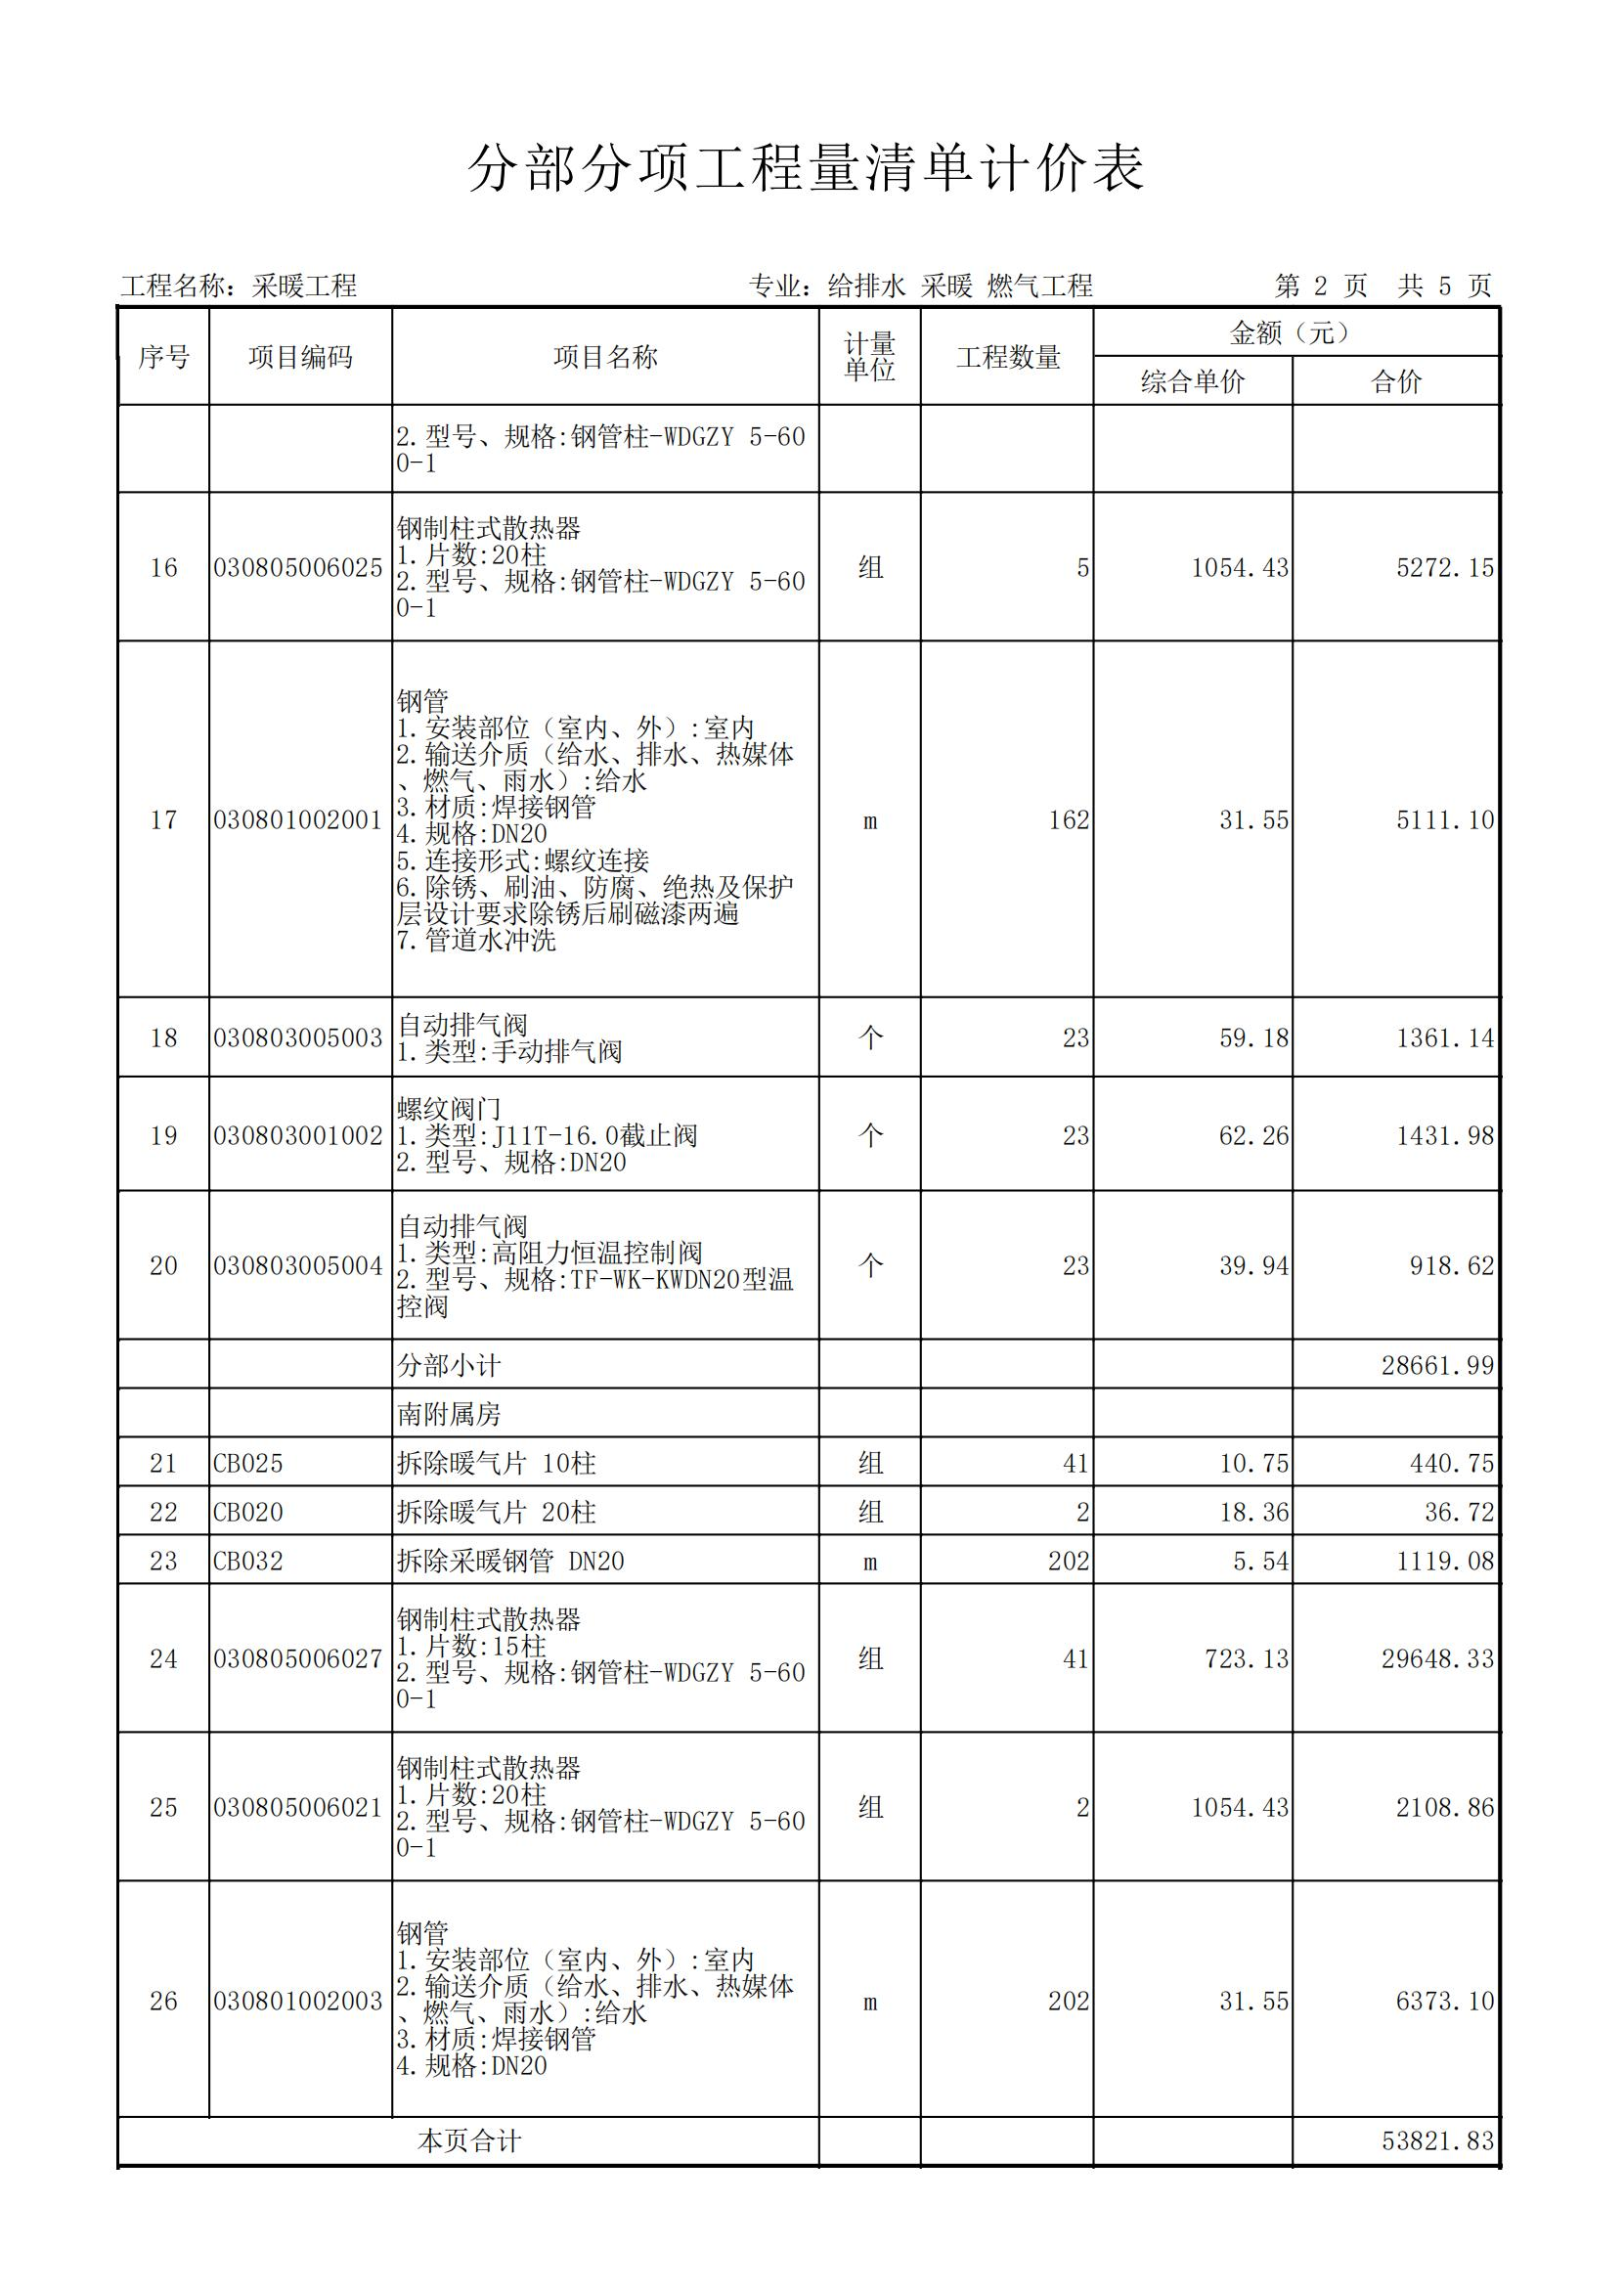 分部分项工程量清单计价表
工程名称：采暖工程 专业：给排水 采暖 燃气工程 第 2 页 共 5 页
序号 项目编码 项目名称 计量单位 工程数量 金额（元）
综合单价 合价
2.型号、规格:钢管柱-WDGZY 5-60
0-1
钢制柱式散热器
1.片数:20柱
16 030805006025 2.型号、规格:钢管柱-WDGZY 5-60 组 5 1054.43 5272.15
0-1
钢管
1.安装部位（室内、外）:室内
2.输送介质（给水、排水、热媒体
、燃气、雨水）:给水
3.材质:焊接钢管
17 030801002001 4.规格:DN20 m 162 31.55 5111.10
5.连接形式:螺纹连接
6.除锈、刷油、防腐、绝热及保护
层设计要求除锈后刷磁漆两遍
7.管道水冲洗
自动排气阀
18 030803005003 1.类型:手动排气阀 个 23 59.18 1361.14
螺纹阀门
19 030803001002 1.类型:J11T-16.0截止阀 个 23 62.26 1431.98
2.型号、规格:DN20
自动排气阀
1.类型:高阻力恒温控制阀
20 030803005004 2.型号、规格:TF-WK-KWDN20型温 个 23 39.94 918.62
控阀
分部小计 28661.99
南附属房
21 CB025 拆除暖气片 10柱 组 41 10.75 440.75
22 CB020 拆除暖气片 20柱 组 2 18.36 36.72
23 CB032 拆除采暖钢管 DN20 m 202 5.54 1119.08
钢制柱式散热器
1.片数:15柱
24 030805006027 2.型号、规格:钢管柱-WDGZY 5-60 组 41 723.13 29648.33
0-1
钢制柱式散热器
1.片数:20柱
25 030805006021 2.型号、规格:钢管柱-WDGZY 5-60 组 2 1054.43 2108.86
0-1
钢管
1.安装部位（室内、外）:室内
2.输送介质（给水、排水、热媒体
26 030801002003 、燃气、雨水）:给水 m 202 31.55 6373.10
3.材质:焊接钢管
4.规格:DN20
本页合计 53821.83